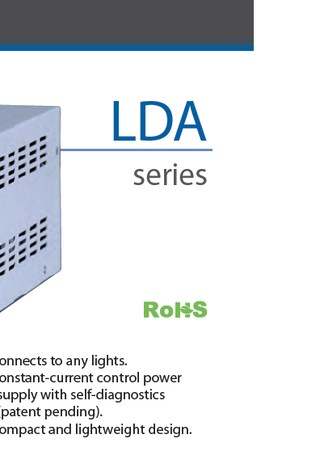 LDA
series
RoHS
onnects to any lights.
onstant-current control power
supply with self-diagnostics
(patent pending).
ompact and lightweight design.